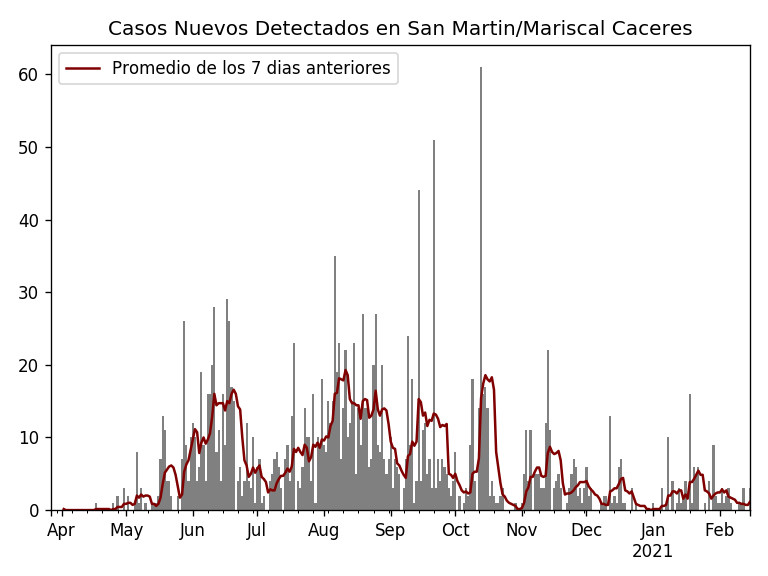 Casos Nuevos Detectados en San Martin/Mariscal Caceres
Promedio de los 7 dias anteriores
60
50
40
30
20
10
0
Apr May Jun Jul Aug Sep Oct Nov Dec Jan Feb
2021